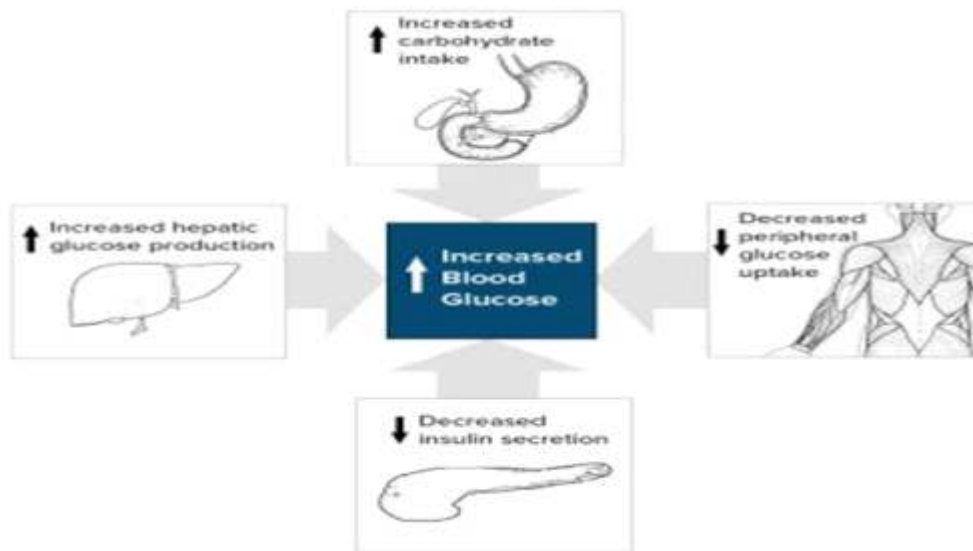 Increased
carbohydrate
intake
Increased hepatic
glucose production
Increased
Blood
Glucose
Decreased
peripheral
glucose
uptake
Decreased
insulin secretion